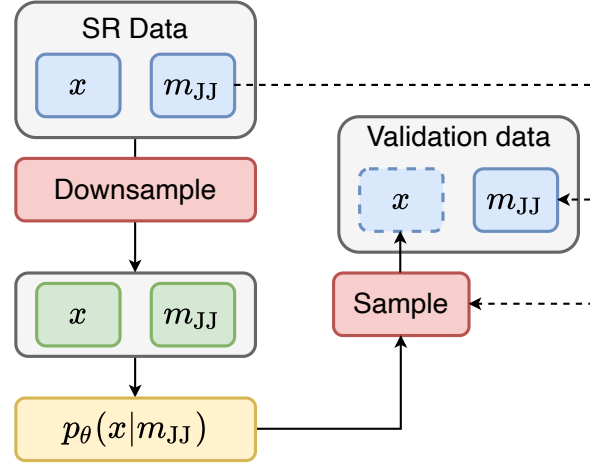 SR Data
x m_JJ
Downsample
x m_JJ
p_θ(x|m_JJ)
Validation data
x m_JJ
Sample